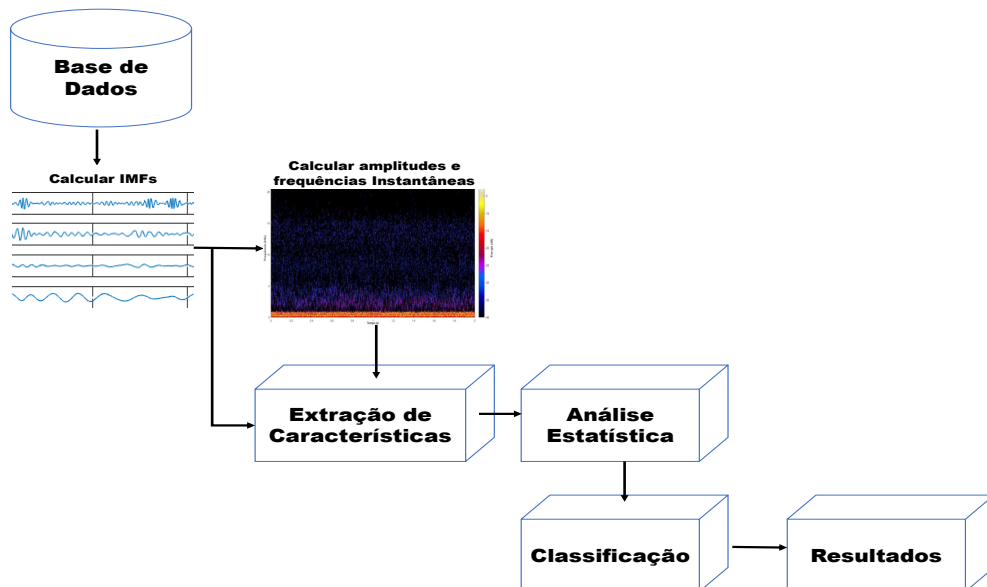 Base de
Dados
Calcular IMFs
Calcular amplitudes e
frequências Instantâneas
Extração de
Características
Análise
Estatística
Classificação
Resultados